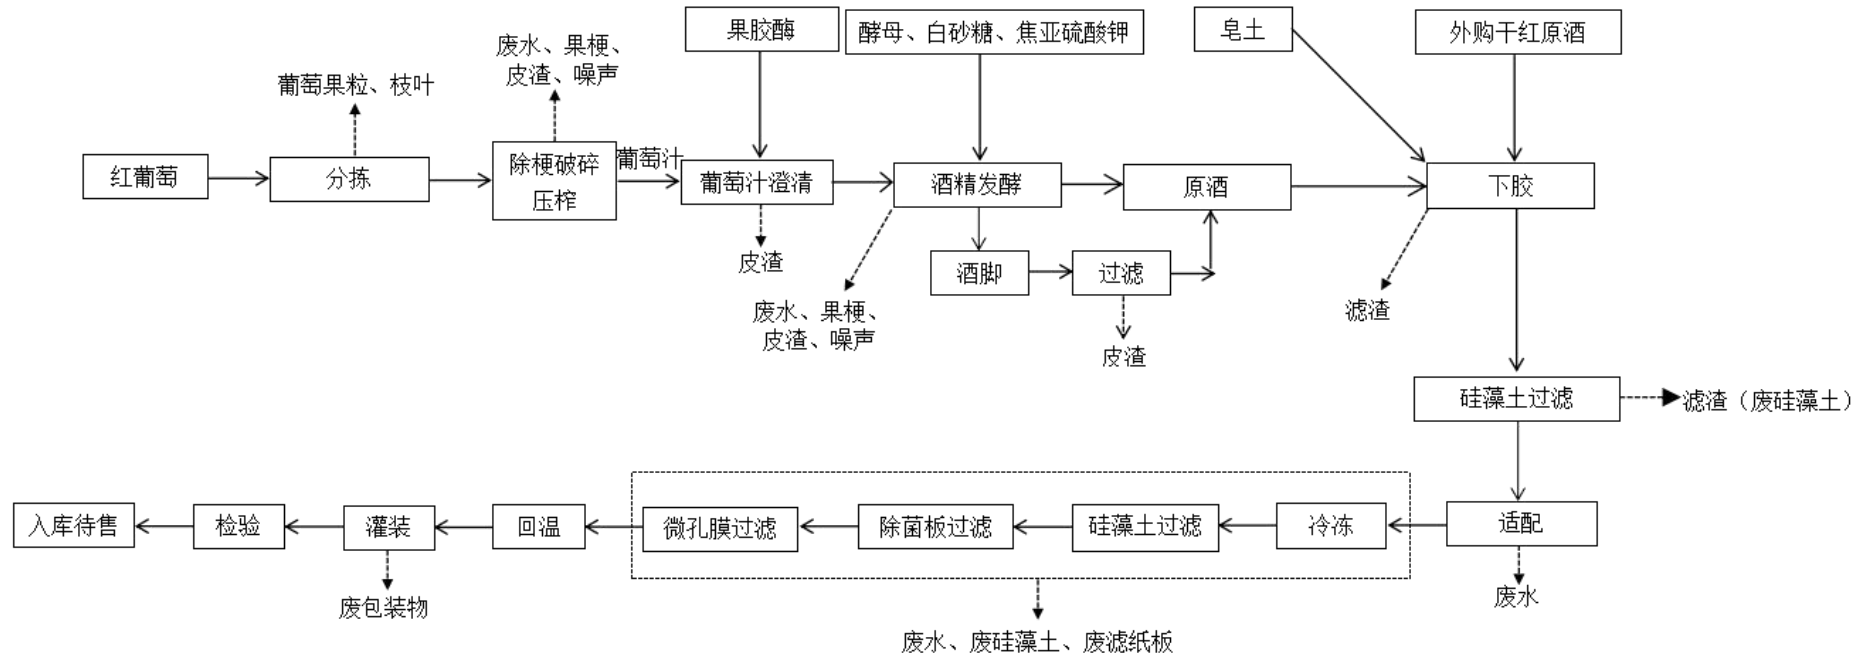 果胶酶
酵母、白砂糖、焦亚硫酸钾
皂土
外购干红原酒
废水、果梗、
皮渣、噪声
葡萄果粒、枝叶
红葡萄
分拣
除梗破碎
压榨
葡萄汁
葡萄汁澄清
酒精发酵
原酒
下胶
皮渣
酒脚
过滤
废水、果梗、
皮渣、噪声
皮渣
滤渣
硅藻土过滤
滤渣（废硅藻土）
入库待售
检验
灌装
回温
微孔膜过滤
除菌板过滤
硅藻土过滤
冷冻
适配
废包装物
废水
废水、废硅藻土、废滤纸板